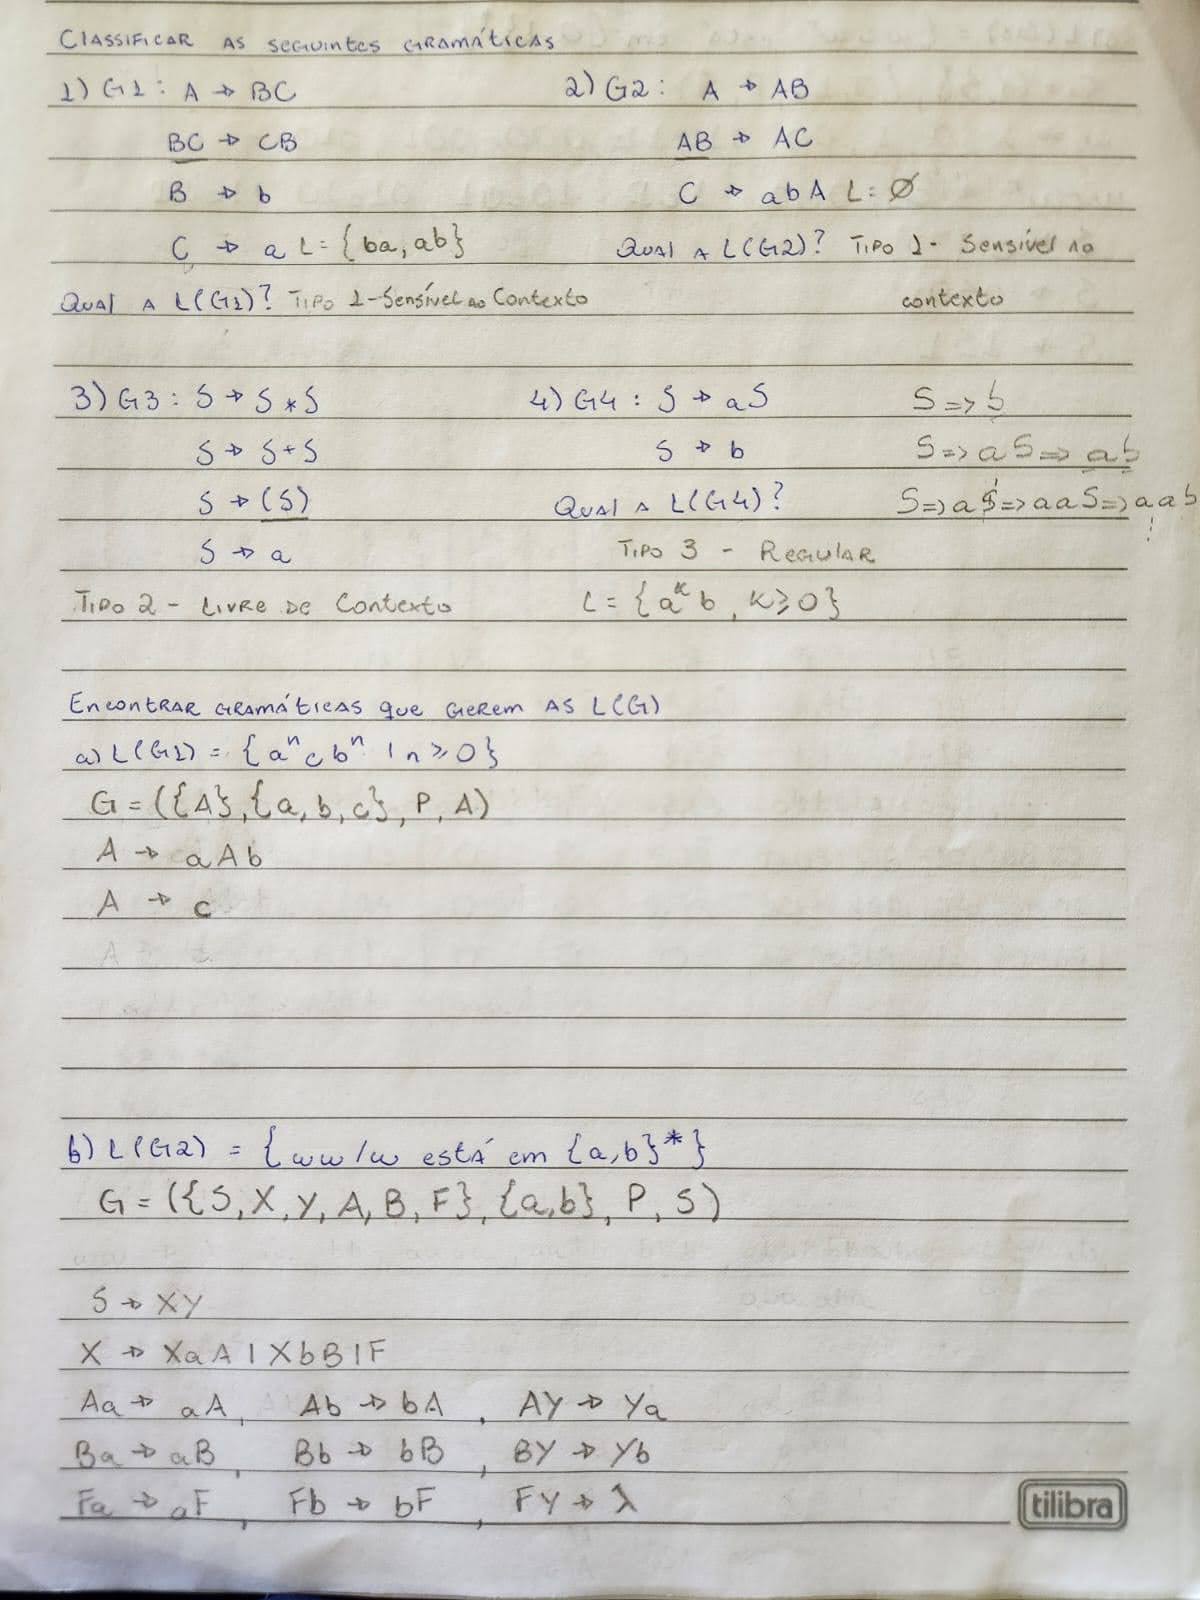 Classificar as seguintes gramáticas
1) G1: A → BC 2) G2: A → AB
BC → CB AB → AC
B → b C → abA L = ∅
C → a L = {ba, ab} Qual a L(G2)? Tipo 1 - Sensível ao
Qual a L(G1)? Tipo 1 - Sensível ao Contexto contexto
3) G3: S → S * S 4) G4: S → aS S => b
S → S + S S → b S => aS => ab
S → (S) Qual a L(G4)? S => aS => aaS => aab
S → a Tipo 3 - Regular
Tipo 2 - Livre de Contexto L = {aᵏb, K ≥ 0}
Encontrar gramáticas que gerem as L(G)
a) L(G1) = {aⁿcbⁿ | n ≥ 0}
G = ({A}, {a, b, c}, P, A)
A → aAb
A → c
b) L(G2) = {ww/w está em {a,b}*}
G = ({S, X, Y, A, B, F}, {a,b}, P, S)
S → XY
X → XaA | XbB | F
Aa → aA, Ab → bA, AY → Ya
Ba → aB, Bb → bB, BY → Yb
Fa → aF, Fb → bF, FY → λ
tilibra